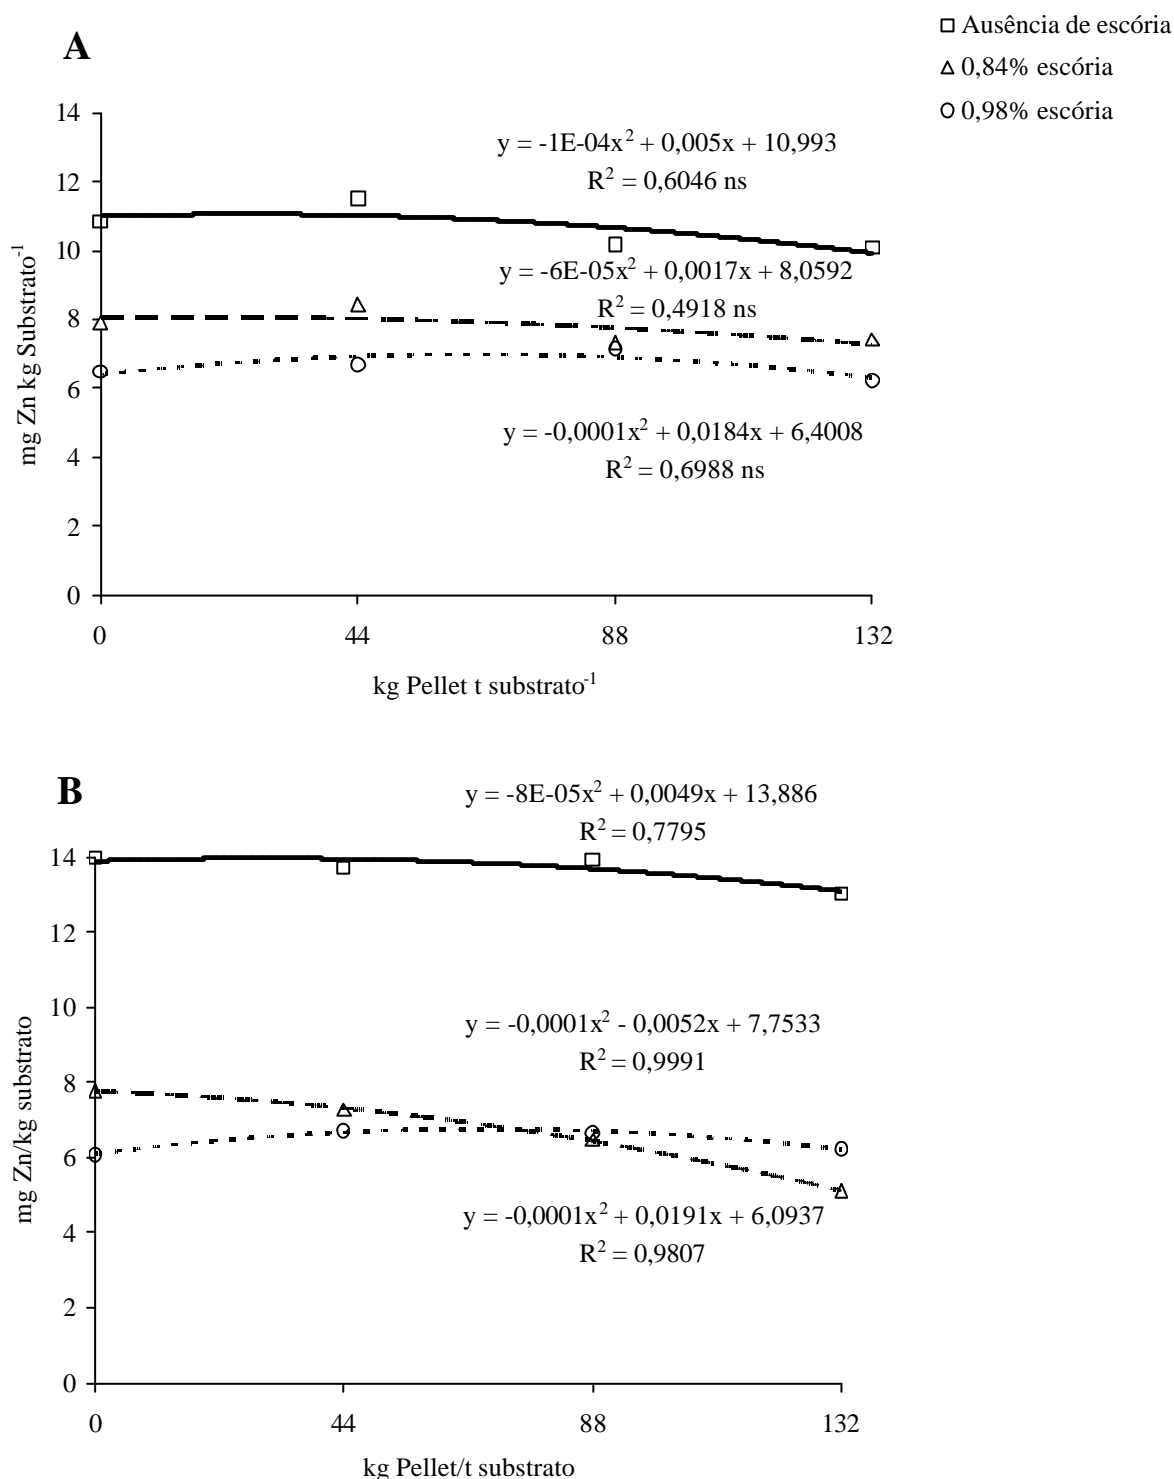 Ausência de escória
0,84% escória
0,98% escória
A
14
12
10
8
6
4
2
0
mg Zn kg Substrato-1
y = -1E-04x2 + 0,005x + 10,993
R2 = 0,6046 ns
y = -6E-05x2 + 0,0017x + 8,0592
R2 = 0,4918 ns
y = -0,0001x2 + 0,0184x + 6,4008
R2 = 0,6988 ns
0 44 88 132
kg Pellet t substrato-1
B
y = -8E-05x2 + 0,0049x + 13,886
R2 = 0,7795
14
12
10
8
6
4
2
0
mg Zn/kg substrato
y = -0,0001x2 - 0,0052x + 7,7533
R2 = 0,9991
y = -0,0001x2 + 0,0191x + 6,0937
R2 = 0,9807
0 44 88 132
kg Pellet/t substrato